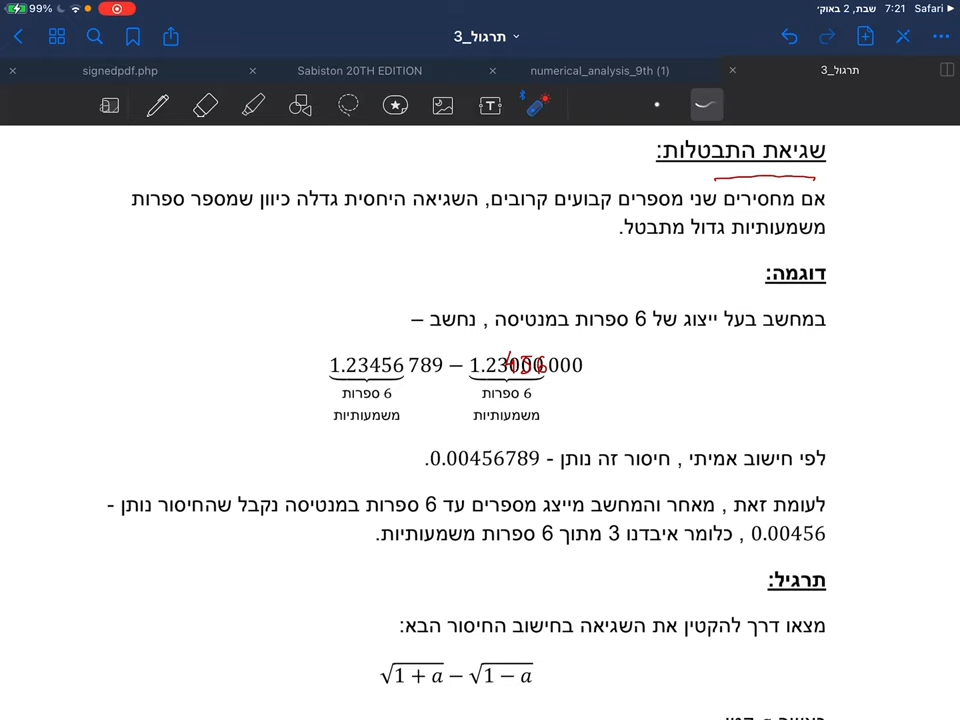 99% 7:21 שבת, 2 באוק׳ Safari
תרגול_3
signedpdf.php Sabiston 20TH EDITION numerical_analysis_9th (1) תרגול_3
שגיאת התבטלות:
אם מחסירים שני מספרים קבועים קרובים, השגיאה היחסית גדלה כיוון שמספר ספרות
משמעותיות גדול מתבטל.
דוגמה:
במחשב בעל ייצוג של 6 ספרות במנטיסה , נחשב –
1.23456 789 − 1.23000 000
456
6 ספרות 6 ספרות
משמעותיות משמעותיות
לפי חישוב אמיתי , חיסור זה נותן - 0.00456789.
לעומת זאת , מאחר והמחשב מייצג מספרים עד 6 ספרות במנטיסה נקבל שהחיסור נותן -
0.00456 , כלומר איבדנו 3 מתוך 6 ספרות משמעותיות.
תרגיל:
מצאו דרך להקטין את השגיאה בחישוב החיסור הבא:
√1 + a − √1 − a